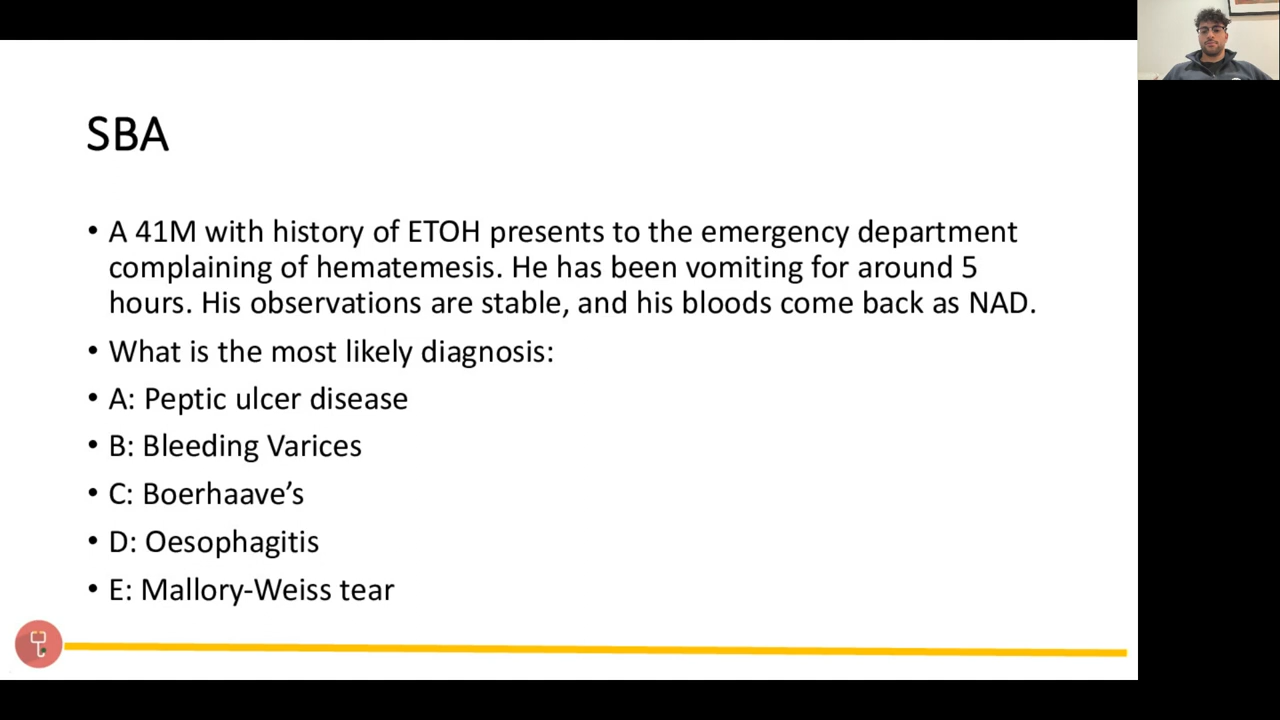 SBA
• A 41M with history of ETOH presents to the emergency department
complaining of hematemesis. He has been vomiting for around 5
hours. His observations are stable, and his bloods come back as NAD.
• What is the most likely diagnosis:
• A: Peptic ulcer disease
• B: Bleeding Varices
• C: Boerhaave’s
• D: Oesophagitis
• E: Mallory-Weiss tear